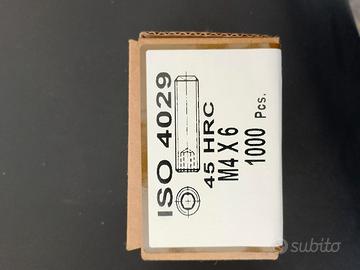 ISO 4029
45 HRC
M4 X 6
1000 Pcs.
subito